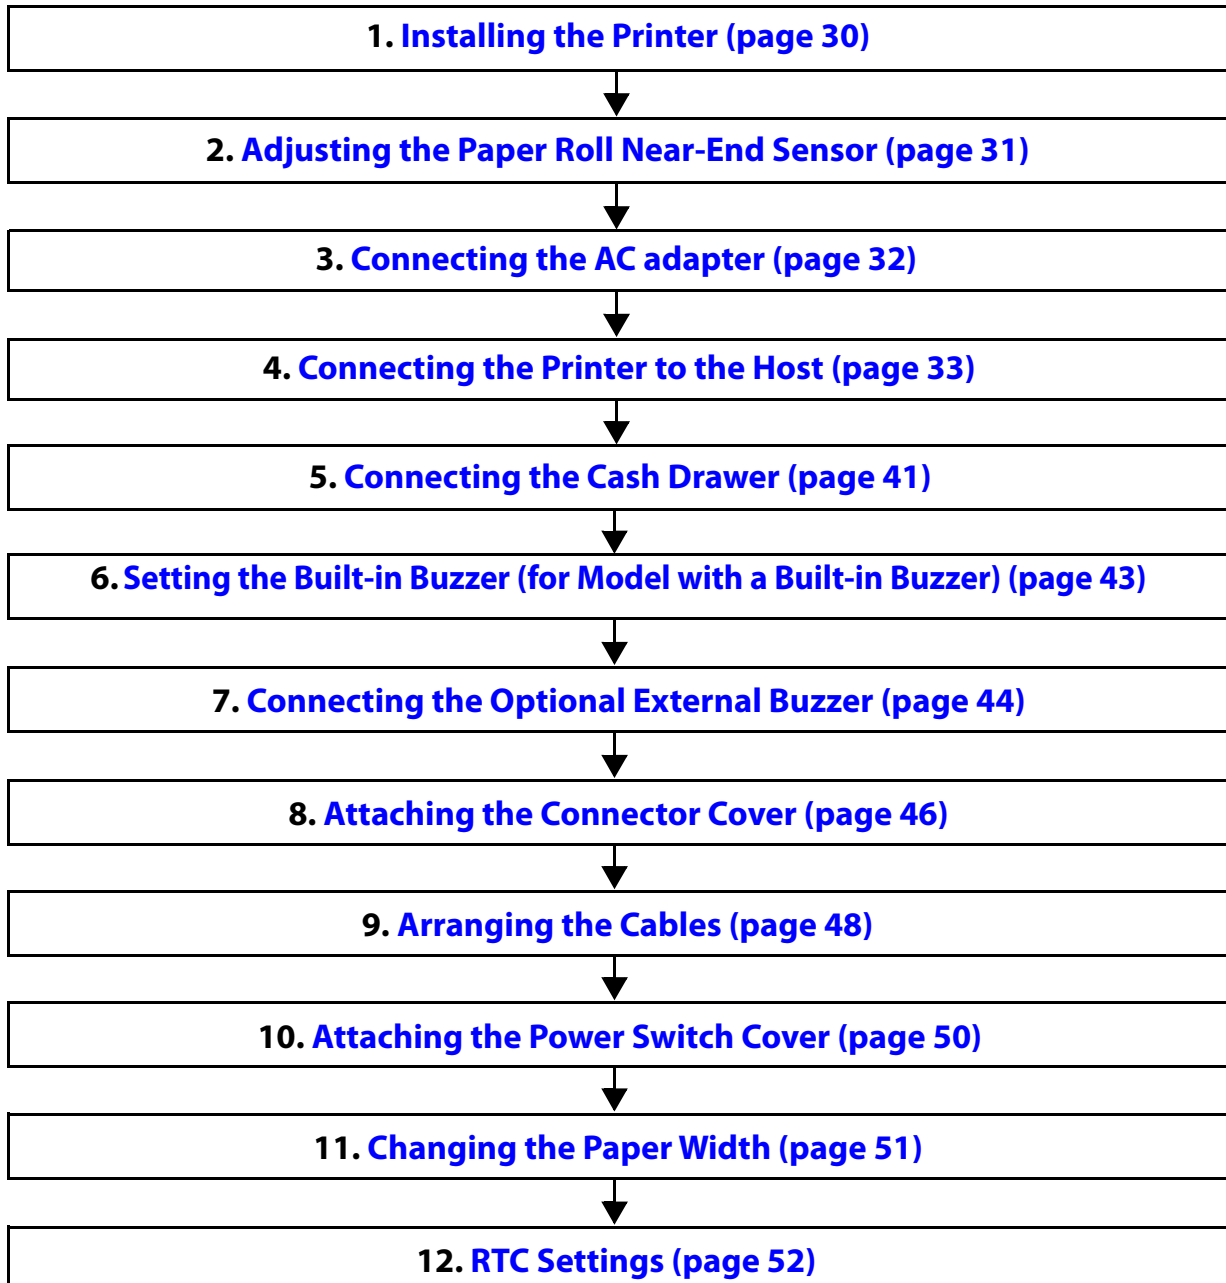 1. Installing the Printer (page 30)
2. Adjusting the Paper Roll Near-End Sensor (page 31)
3. Connecting the AC adapter (page 32)
4. Connecting the Printer to the Host (page 33)
5. Connecting the Cash Drawer (page 41)
6. Setting the Built-in Buzzer (for Model with a Built-in Buzzer) (page 43)
7. Connecting the Optional External Buzzer (page 44)
8. Attaching the Connector Cover (page 46)
9. Arranging the Cables (page 48)
10. Attaching the Power Switch Cover (page 50)
11. Changing the Paper Width (page 51)
12. RTC Settings (page 52)